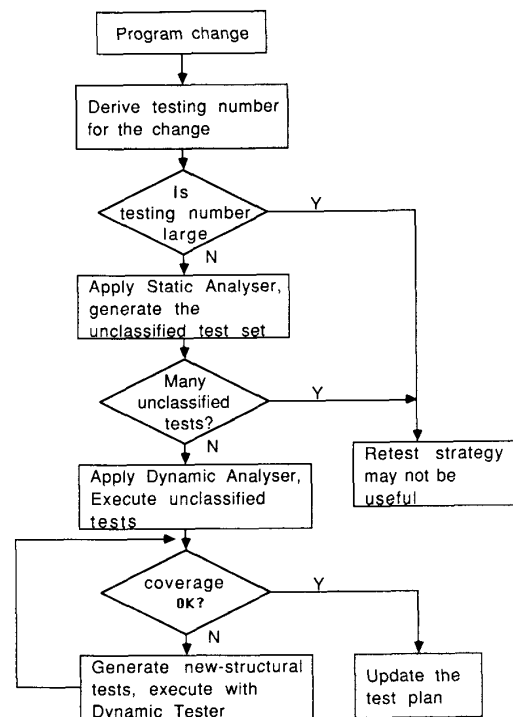 Program change
Derive testing number
for the change
Is
testing number
large
Y
N
Apply Static Analyser,
generate the
unclassified test set
Many
unclassified
tests?
Y
N
Retest strategy
may not be
useful
Apply Dynamic Analyser,
Execute unclassified
tests
coverage
OK?
Y
N
Generate new-structural
tests, execute with
Dynamic Tester
Update the
test plan